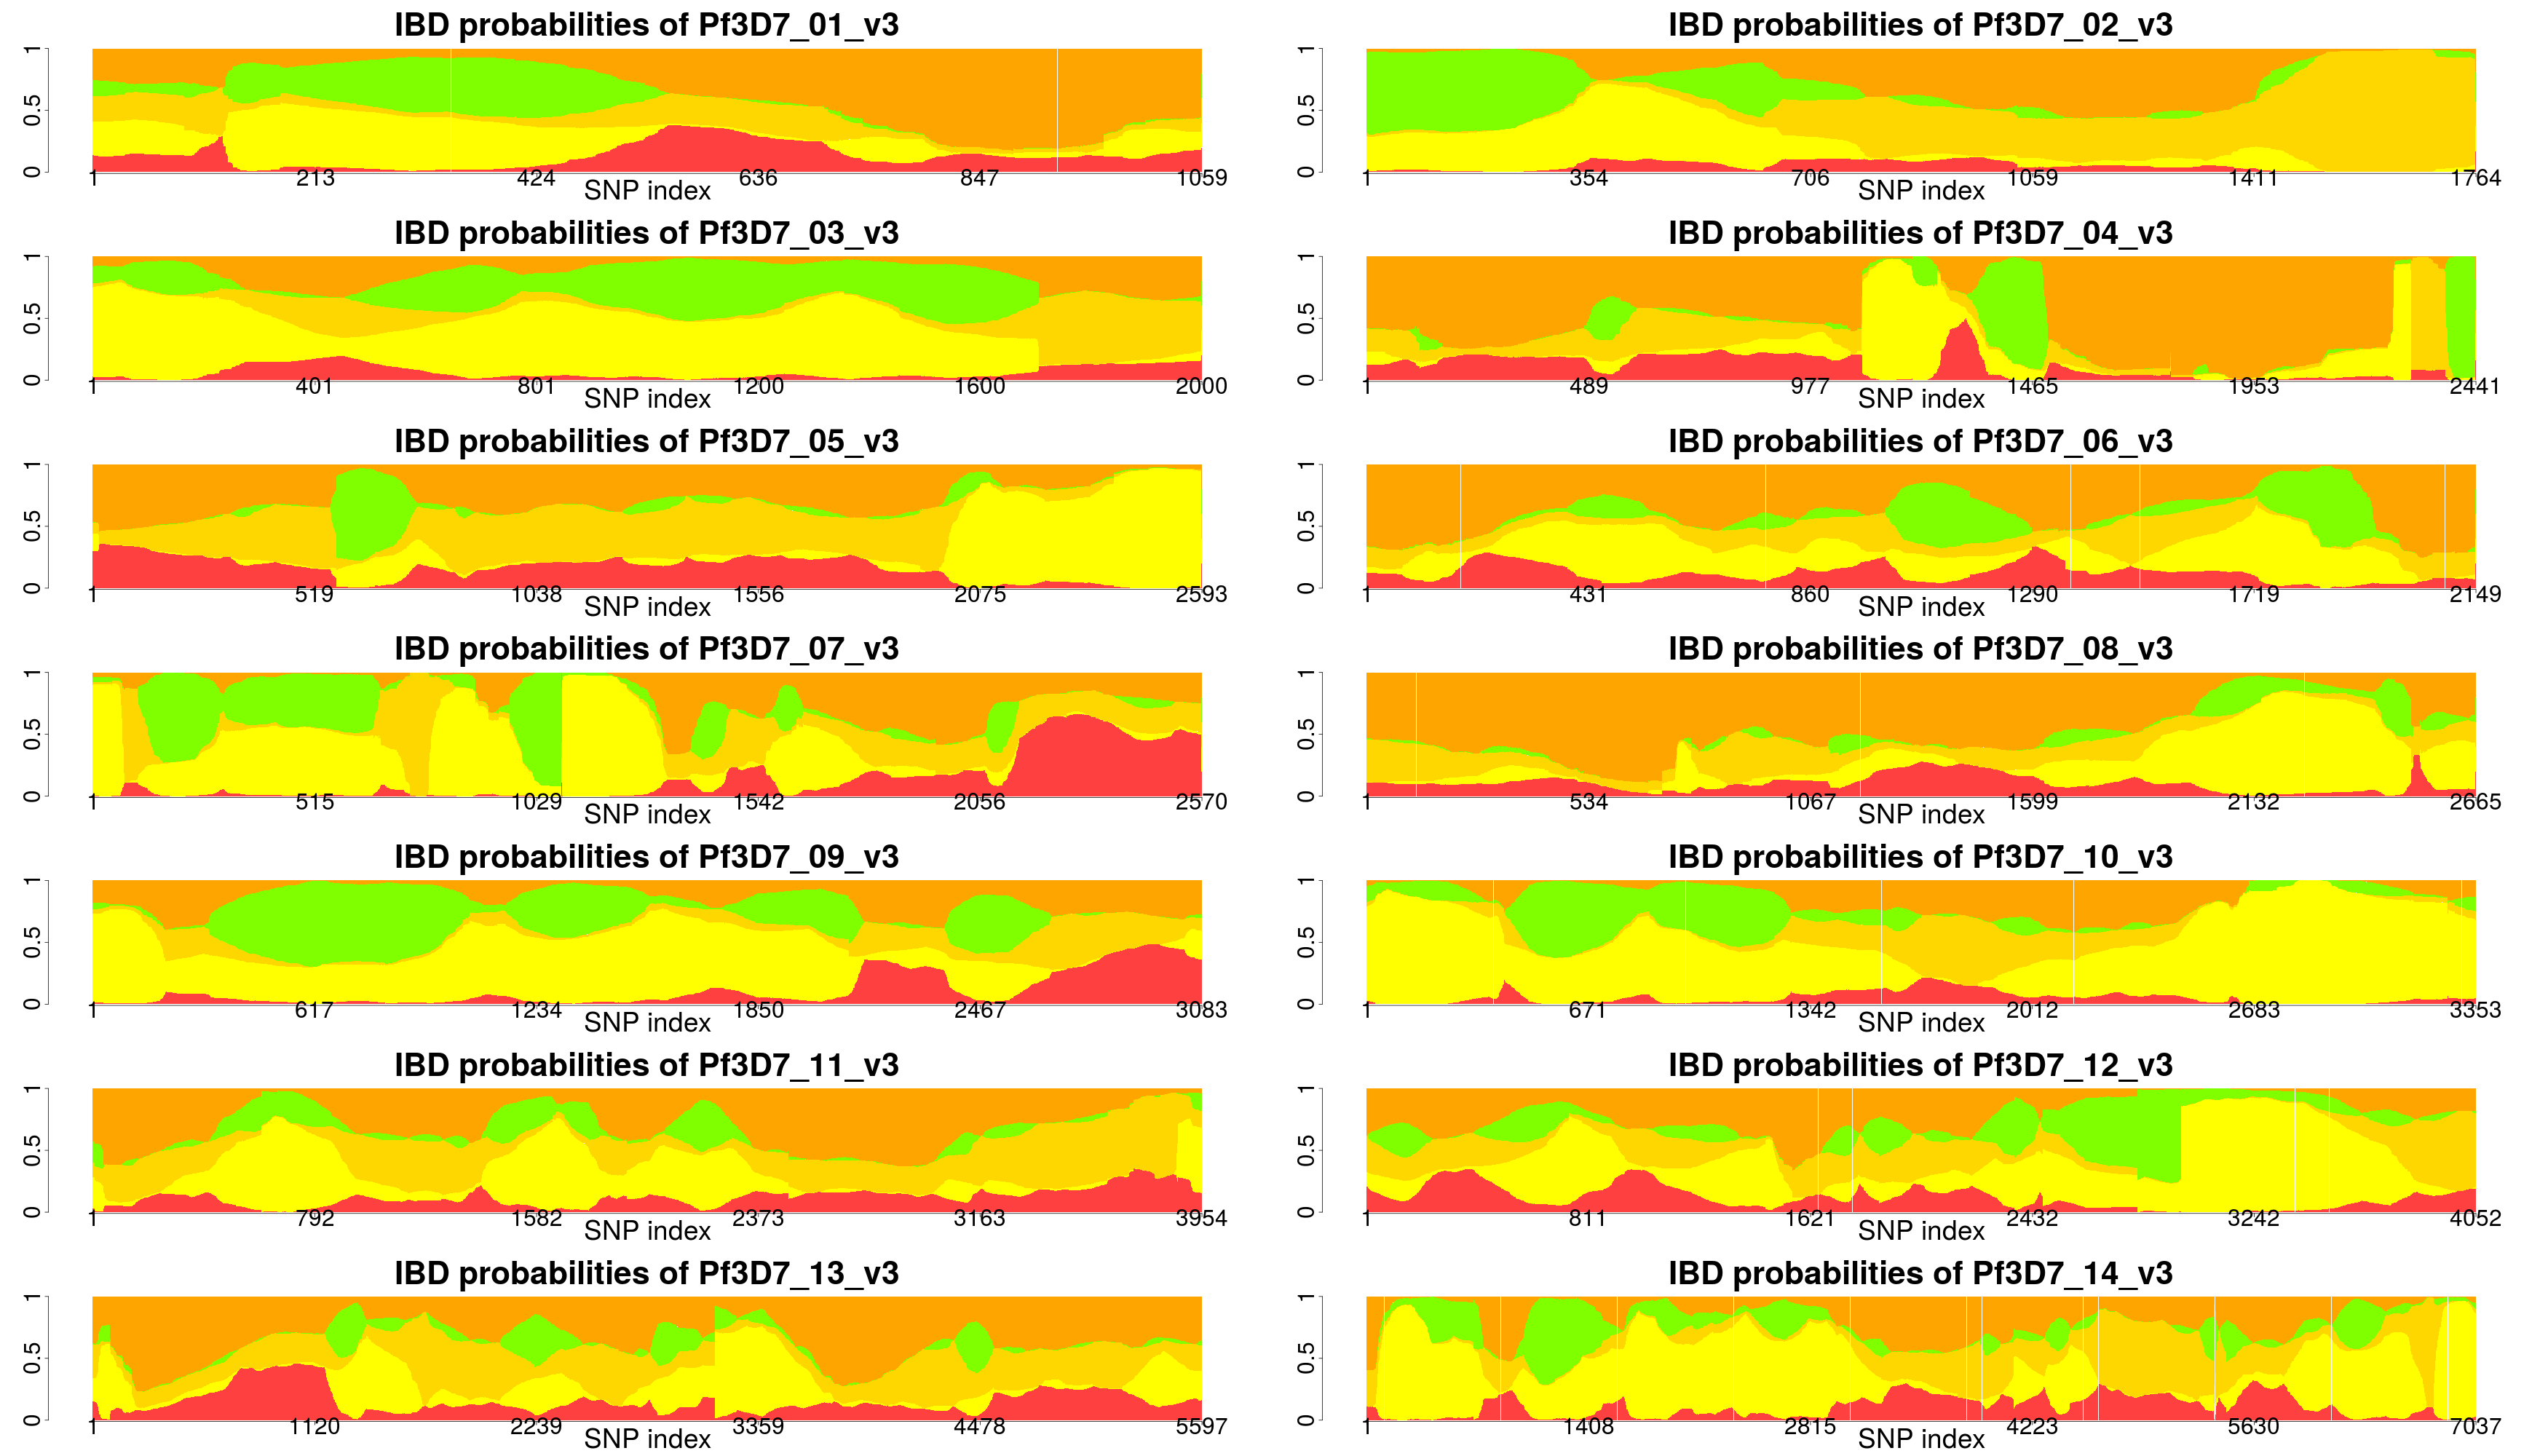 IBD probabilities of Pf3D7_01_v3
1
0.5
0
1 213 424 636 847 1059
SNP index
IBD probabilities of Pf3D7_02_v3
1
0.5
0
1 354 706 1059 1411 1764
SNP index
IBD probabilities of Pf3D7_03_v3
1
0.5
0
1 401 801 1200 1600 2000
SNP index
IBD probabilities of Pf3D7_04_v3
1
0.5
0
1 489 977 1465 1953 2441
SNP index
IBD probabilities of Pf3D7_05_v3
1
0.5
0
1 519 1038 1556 2075 2593
SNP index
IBD probabilities of Pf3D7_06_v3
1
0.5
0
1 431 860 1290 1719 2149
SNP index
IBD probabilities of Pf3D7_07_v3
1
0.5
0
1 515 1029 1542 2056 2570
SNP index
IBD probabilities of Pf3D7_08_v3
1
0.5
0
1 534 1067 1599 2132 2665
SNP index
IBD probabilities of Pf3D7_09_v3
1
0.5
0
1 617 1234 1850 2467 3083
SNP index
IBD probabilities of Pf3D7_10_v3
1
0.5
0
1 671 1342 2012 2683 3353
SNP index
IBD probabilities of Pf3D7_11_v3
1
0.5
0
1 792 1582 2373 3163 3954
SNP index
IBD probabilities of Pf3D7_12_v3
1
0.5
0
1 811 1621 2432 3242 4052
SNP index
IBD probabilities of Pf3D7_13_v3
1
0.5
0
1 1120 2239 3359 4478 5597
SNP index
IBD probabilities of Pf3D7_14_v3
1
0.5
0
1 1408 2815 4223 5630 7037
SNP index